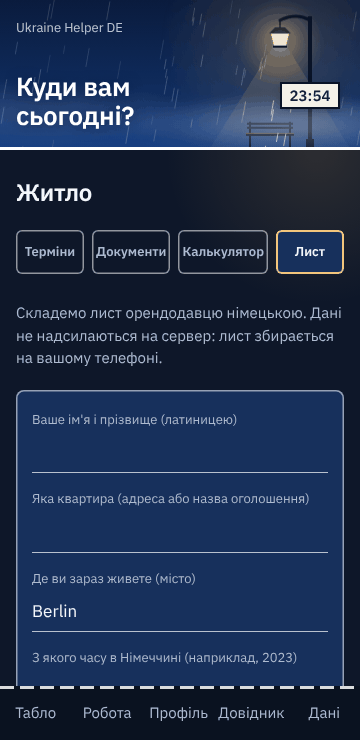 Ukraine Helper DE
Куди вам
сьогодні?
23:54
Житло
Терміни
Документи
Калькулятор
Лист
Складемо лист орендодавцю німецькою. Дані
не надсилаються на сервер: лист збирається
на вашому телефоні.
Ваше ім'я і прізвище (латиницею)
Яка квартира (адреса або назва оголошення)
Де ви зараз живете (місто)
Berlin
З якого часу в Німеччині (наприклад, 2023)
Табло
Робота
Профіль
Довідник
Дані